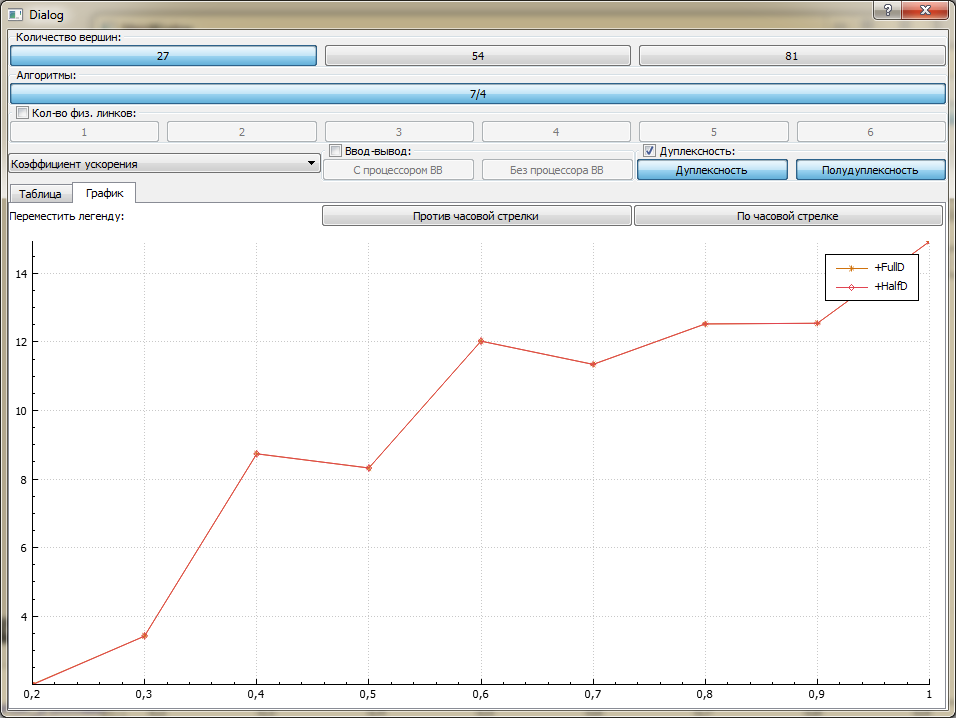 Dialog
Количество вершин:
27 54 81
Алгоритмы:
7/4
Кол-во физ. линков:
1 2 3 4 5 6
Ввод-вывод: Дуплексность:
Коэффициент ускорения С процессором ВВ Без процессора ВВ Дуплексность Полудуплексность
Таблица График
Переместить легенду: Против часовой стрелки По часовой стрелке
+FullD
+HalfD
14
12
10
8
6
4
0,2 0,3 0,4 0,5 0,6 0,7 0,8 0,9 1